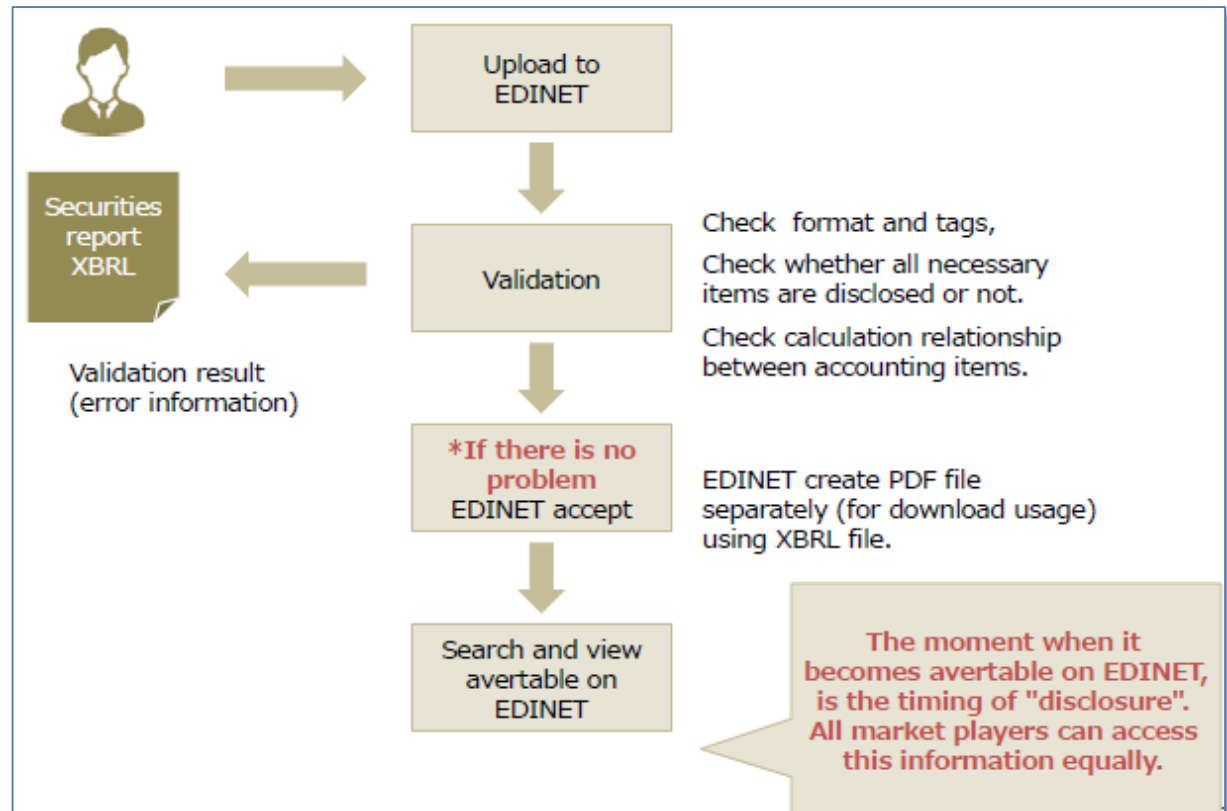 Upload to
EDINET
Securities
report
XBRL
Validation
Check format and tags,
Check whether all necessary
items are disclosed or not.
Check calculation relationship
between accounting items.
Validation result
(error information)
*If there is no
problem
EDINET accept
EDINET create PDF file
separately (for download usage)
using XBRL file.
Search and view
avertable on
EDINET
The moment when it
becomes avertable on EDINET,
is the timing of "disclosure".
All market players can access
this information equally.